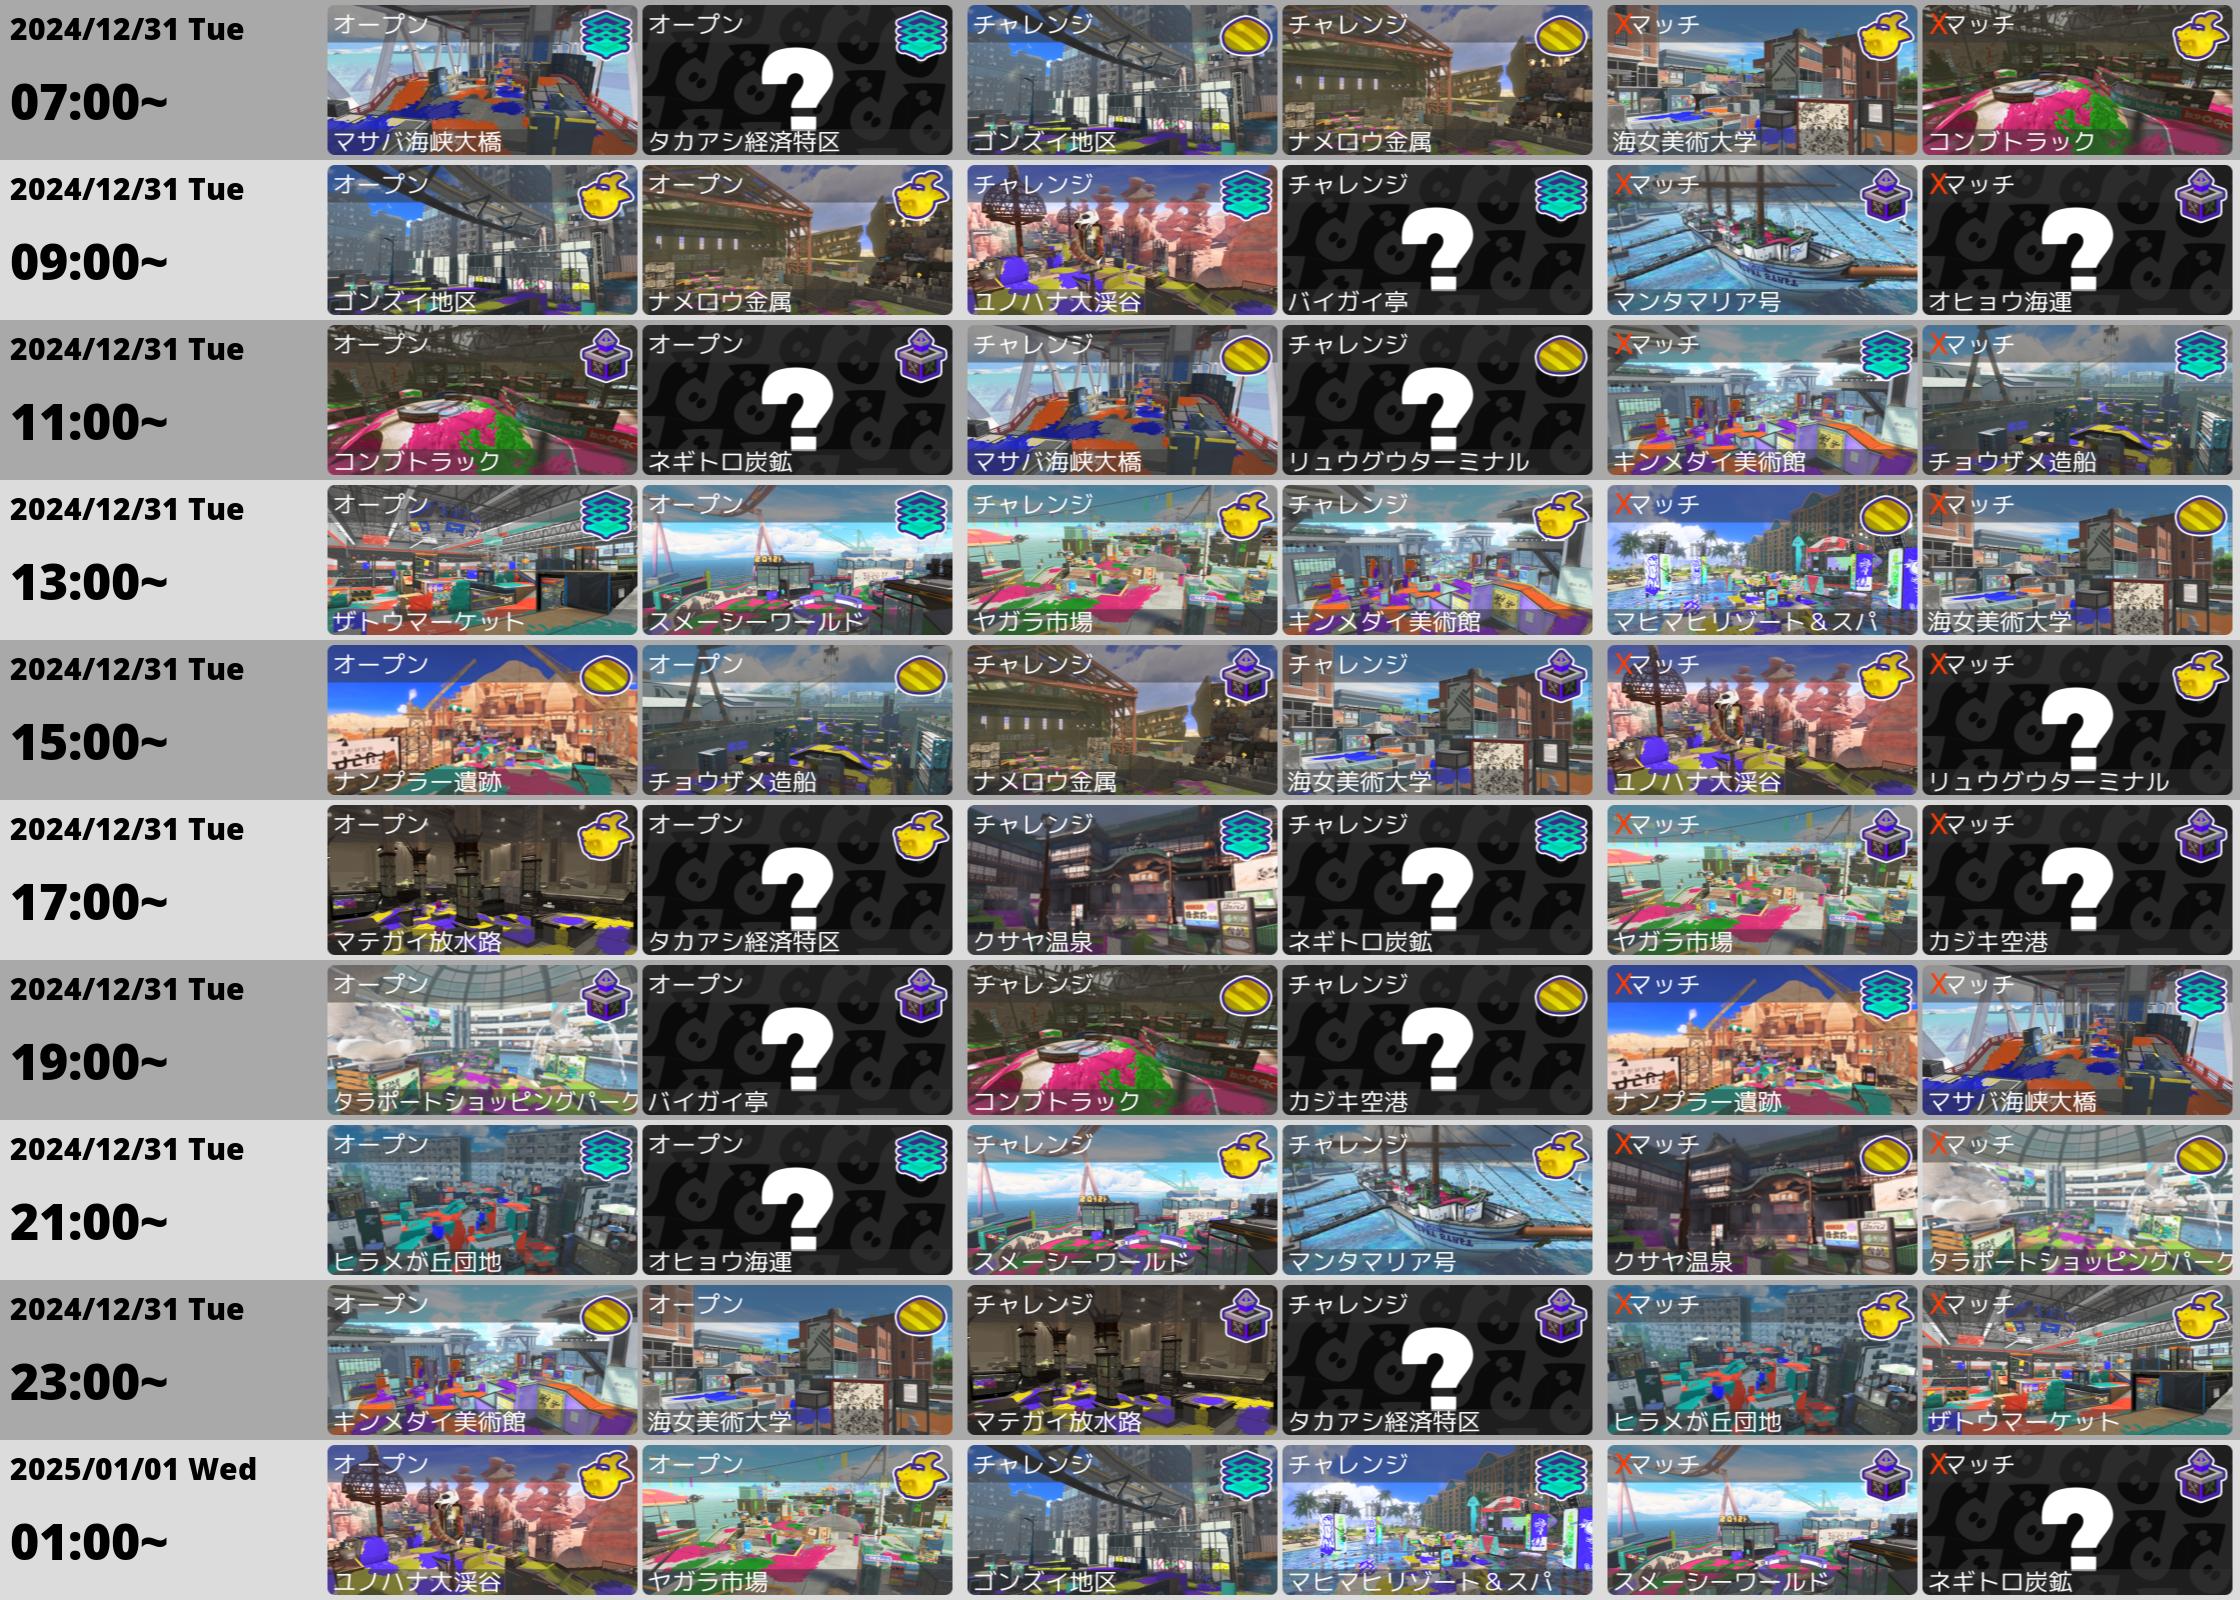 2024/12/31 Tue
07:00~
オープン
マサバ海峡大橋
オープン
タカアシ経済特区
チャレンジ
ゴンズイ地区
チャレンジ
ナメロウ金属
Xマッチ
海女美術大学
Xマッチ
コンブトラック
2024/12/31 Tue
09:00~
オープン
ゴンズイ地区
オープン
ナメロウ金属
チャレンジ
ユノハナ大渓谷
チャレンジ
バイガイ亭
Xマッチ
マンタマリア号
Xマッチ
オヒョウ海運
2024/12/31 Tue
11:00~
オープン
コンブトラック
オープン
ネギトロ炭鉱
チャレンジ
マサバ海峡大橋
チャレンジ
リュウグウターミナル
Xマッチ
キンメダイ美術館
Xマッチ
チョウザメ造船
2024/12/31 Tue
13:00~
オープン
ザトウマーケット
オープン
スメーシーワールド
チャレンジ
ヤガラ市場
チャレンジ
キンメダイ美術館
Xマッチ
マヒマヒリゾート&スパ
Xマッチ
海女美術大学
2024/12/31 Tue
15:00~
オープン
ナンプラー遺跡
オープン
チョウザメ造船
チャレンジ
ナメロウ金属
チャレンジ
海女美術大学
Xマッチ
ユノハナ大渓谷
Xマッチ
リュウグウターミナル
2024/12/31 Tue
17:00~
オープン
マテガイ放水路
オープン
タカアシ経済特区
チャレンジ
クサヤ温泉
チャレンジ
ネギトロ炭鉱
Xマッチ
ヤガラ市場
Xマッチ
カジキ空港
2024/12/31 Tue
19:00~
オープン
タラポートショッピングパーク
オープン
バイガイ亭
チャレンジ
コンブトラック
チャレンジ
カジキ空港
Xマッチ
ナンプラー遺跡
Xマッチ
マサバ海峡大橋
2024/12/31 Tue
21:00~
オープン
ヒラメが丘団地
オープン
オヒョウ海運
チャレンジ
スメーシーワールド
チャレンジ
マンタマリア号
Xマッチ
クサヤ温泉
Xマッチ
タラポートショッピングパーク
2024/12/31 Tue
23:00~
オープン
キンメダイ美術館
オープン
海女美術大学
チャレンジ
マテガイ放水路
チャレンジ
タカアシ経済特区
Xマッチ
ヒラメが丘団地
Xマッチ
ザトウマーケット
2025/01/01 Wed
01:00~
オープン
ユノハナ大渓谷
オープン
ヤガラ市場
チャレンジ
ゴンズイ地区
チャレンジ
マヒマヒリゾート&スパ
Xマッチ
スメーシーワールド
Xマッチ
ネギトロ炭鉱